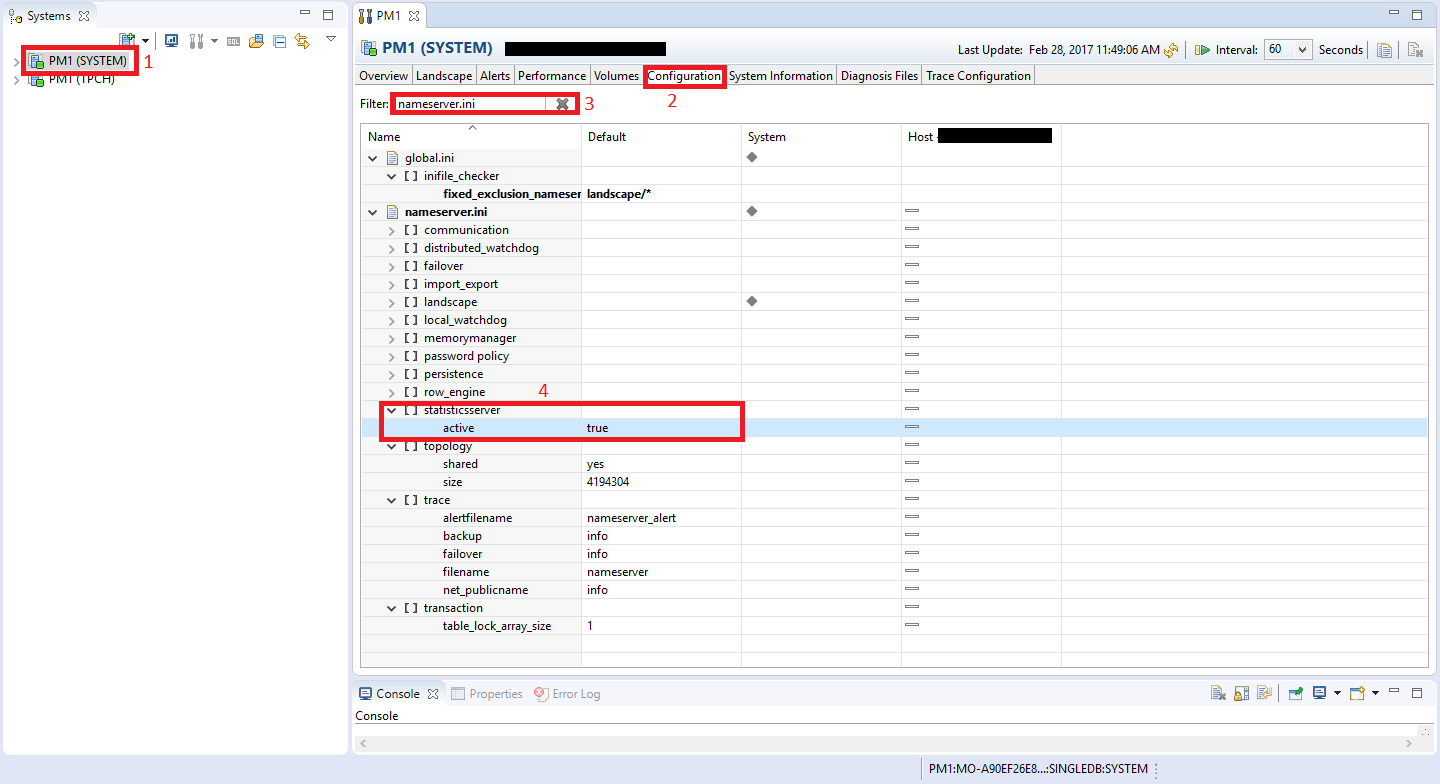 Systems
PM1 (SYSTEM) 1
PM1 (TPCH)
SQL
PM1
PM1 (SYSTEM)
Last Update: Feb 28, 2017 11:49:06 AM Interval: 60 Seconds
Overview Landscape Alerts Performance Volumes Configuration System Information Diagnosis Files Trace Configuration
2
Filter: nameserver.ini 3
Name Default System Host -
global.ini
[ ] inifile_checker
fixed_exclusion_nameser landscape/*
nameserver.ini
[ ] communication
[ ] distributed_watchdog
[ ] failover
[ ] import_export
[ ] landscape
[ ] local_watchdog
[ ] memorymanager
[ ] password policy
[ ] persistence
[ ] row_engine 4
[ ] statisticsserver
active true
[ ] topology
shared yes
size 4194304
[ ] trace
alertfilename nameserver_alert
backup info
failover info
filename nameserver
net_publicname info
[ ] transaction
table_lock_array_size 1
Console Properties Error Log
Console
PM1:MO-A90EF26E8...:SINGLEDB:SYSTEM